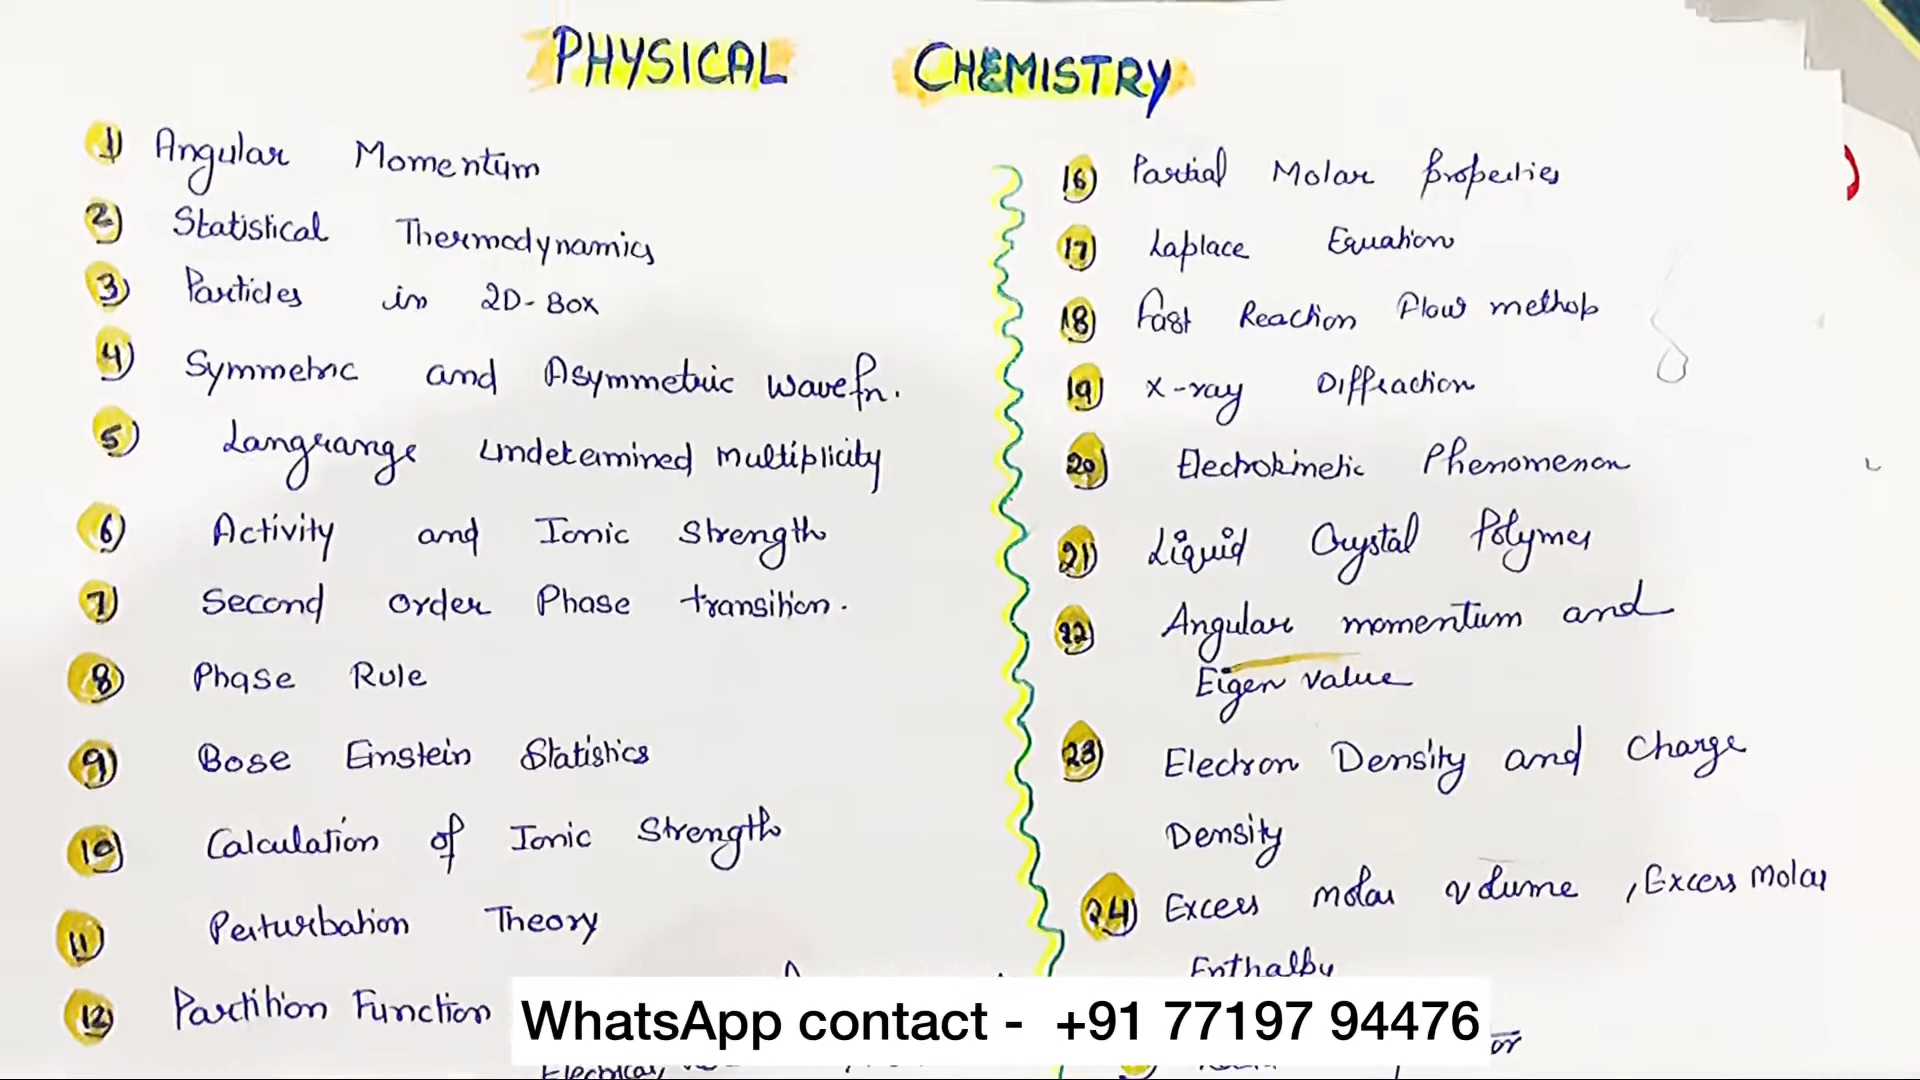 PHYSICAL CHEMISTRY
1) Angular Momentum
2) Statistical Thermodynamics
3) Particles in 2D-Box
4) Symmetric and Asymmetric wavefn.
5) Langrange Undetermined multiplicity
6) Activity and Ionic Strength
7) Second order Phase transition.
8) Phase Rule
9) Bose Einstein Statistics
10) Calculation of Ionic Strength
11) Perturbation Theory
12) Partition Function
Electrical,
16) Partial Molar properties
17) Laplace Equation
18) Fast Reaction Flow method
19) X-ray Diffraction
20) Electrokinetic Phenomenon
21) Liquid Crystal Polymer
22) Angular momentum and
Eigen value
23) Electron Density and Charge
Density
24) Excess molar volume, Excess Molar
Enthalpy
or
WhatsApp contact - +91 77197 94476